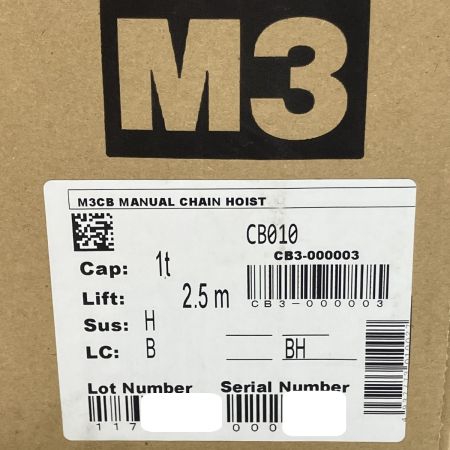 M3
M3CB MANUAL CHAIN HOIST
CB010
Cap: 1t
CB3-000003
Lift: 2.5 m
CB3-000003
Sus: H
LC: B BH
Lot Number Serial Number
117
000